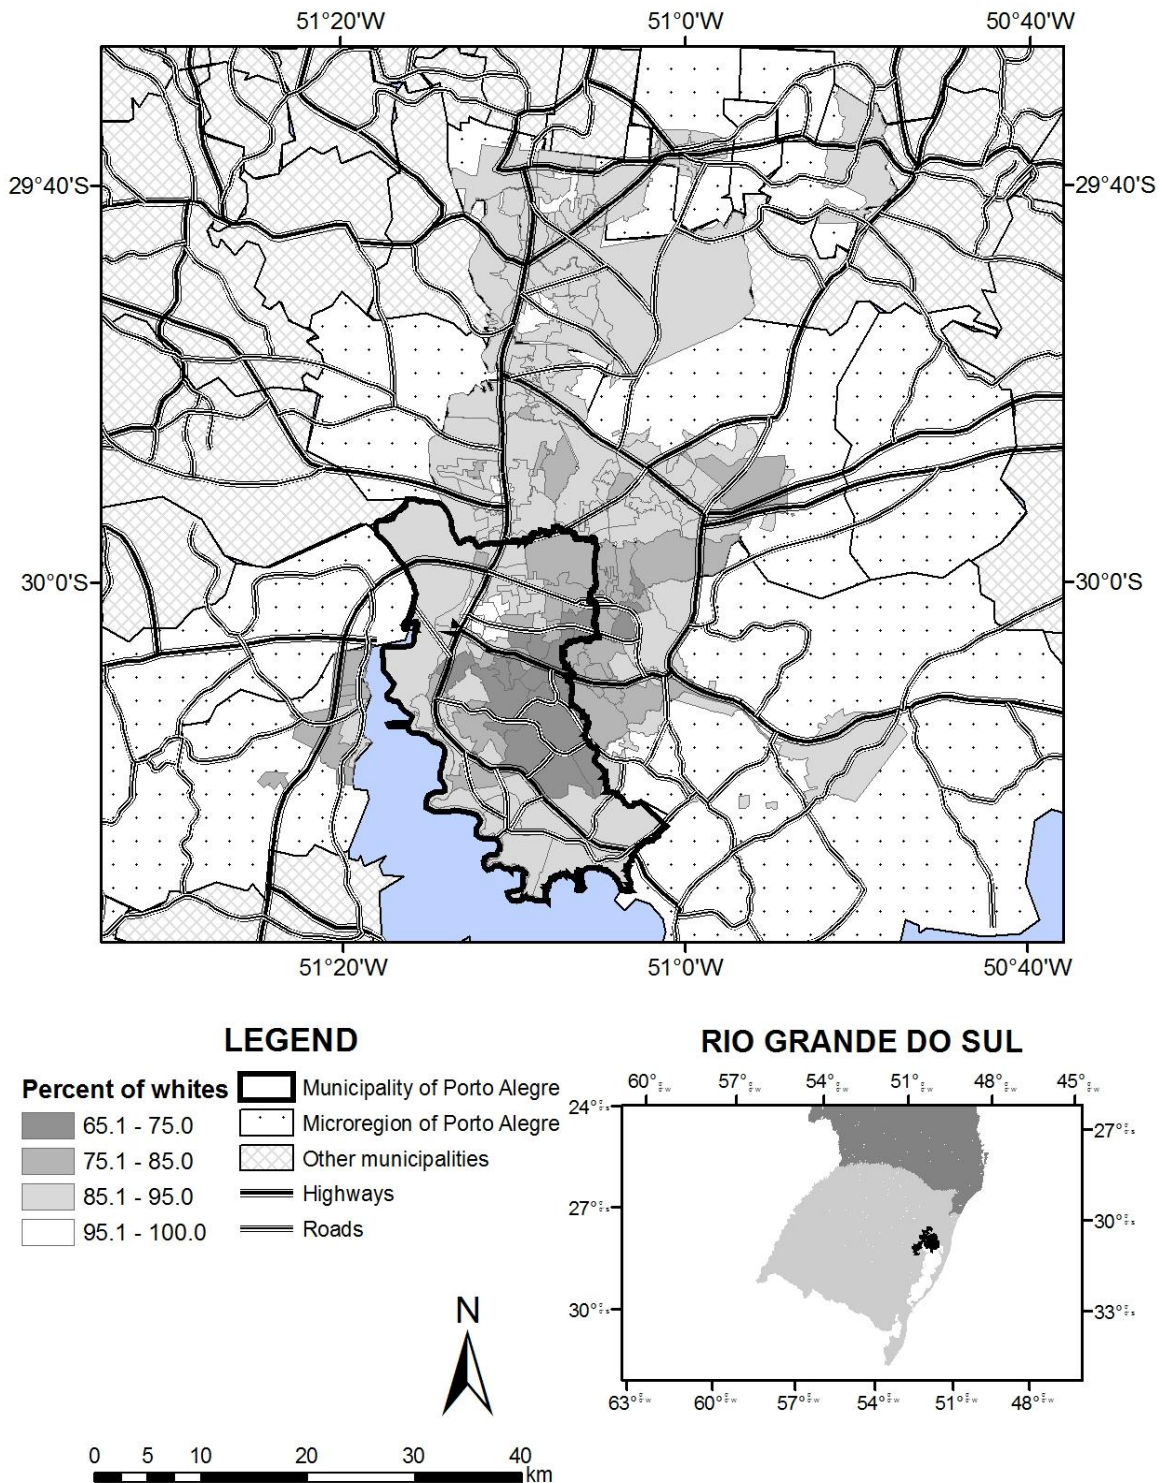 51°20'W 51°0'W 50°40'W
29°40'S 29°40'S
30°0'S 30°0'S
51°20'W 51°0'W 50°40'W
LEGEND
Percent of whites
65.1 - 75.0
75.1 - 85.0
85.1 - 95.0
95.1 - 100.0
Municipality of Porto Alegre
Microregion of Porto Alegre
Other municipalities
Highways
Roads
RIO GRANDE DO SUL
60° 57° 54° 51° 48° 45°
24° 27°
27° 30°
30° 33°
63° 60° 57° 54° 51° 48°
N
0 5 10 20 30 40
km